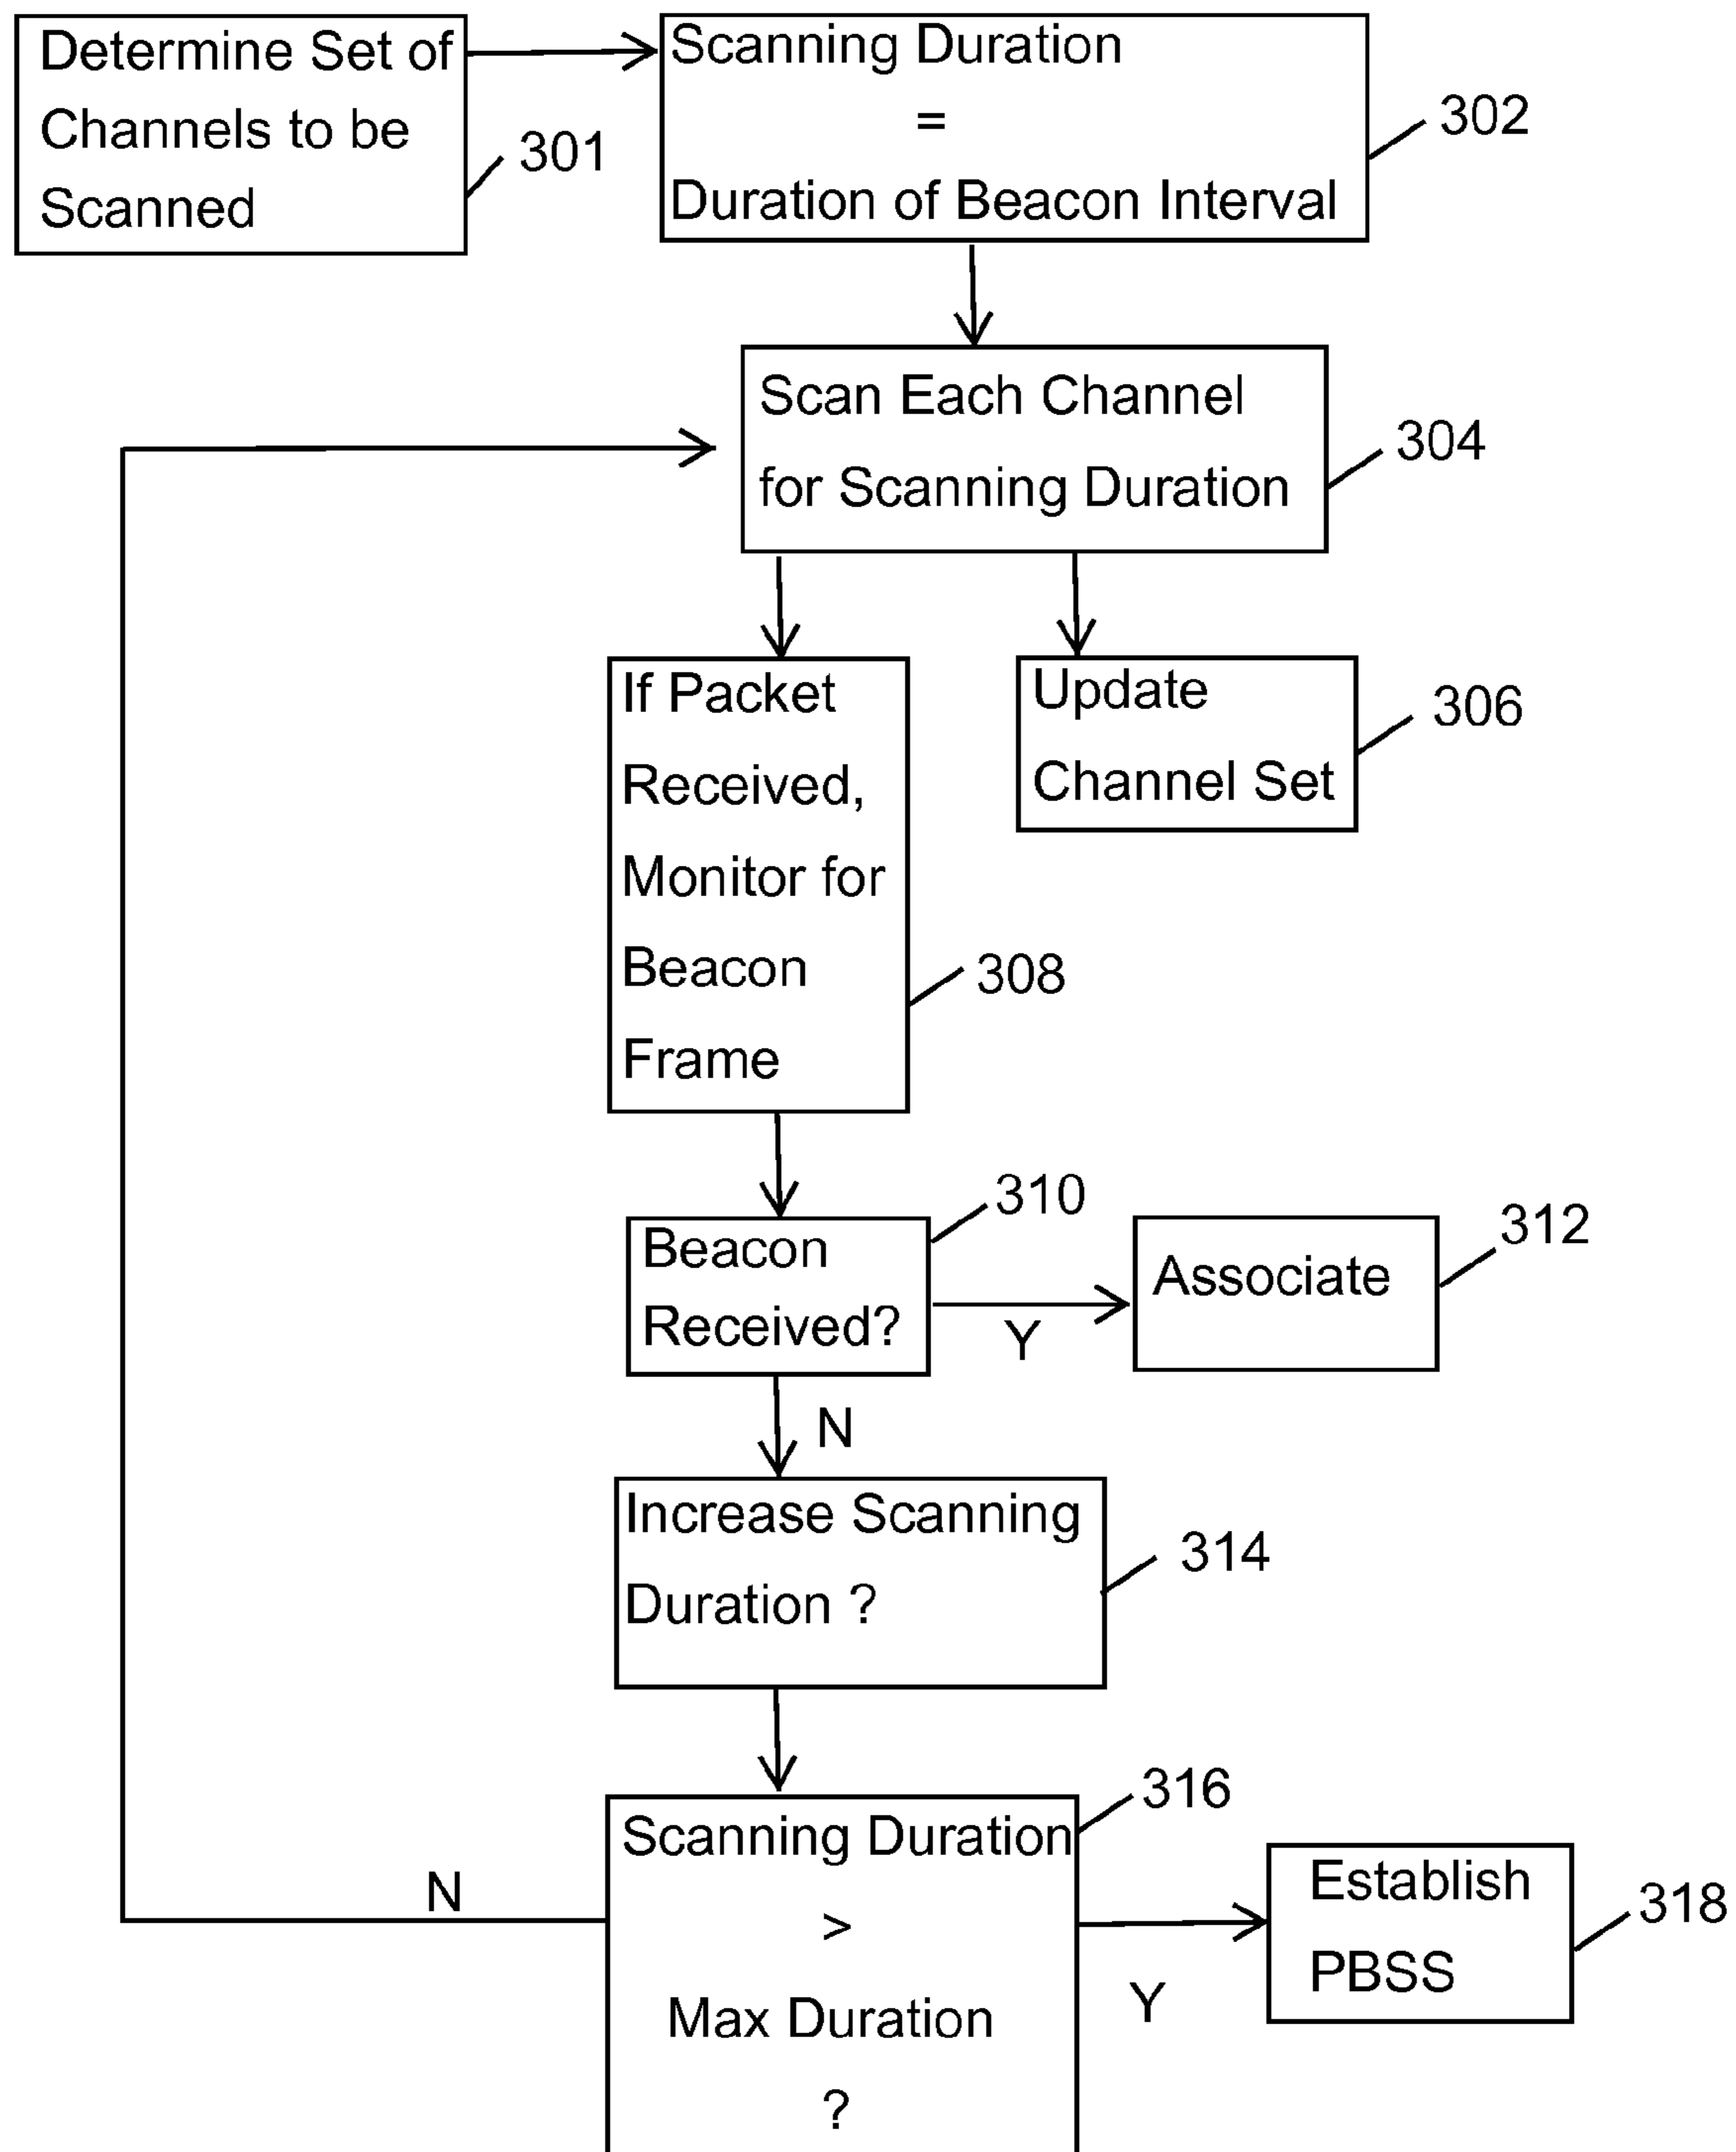 Determine Set of
Channels to be
Scanned
301
Scanning Duration
=
Duration of Beacon Interval
302
Scan Each Channel
for Scanning Duration
304
If Packet
Received,
Monitor for
Beacon
Frame
308
Update
Channel Set
306
Beacon
Received?
310
Y
Associate
312
N
Increase Scanning
Duration ?
314
Scanning Duration
>
Max Duration
?
316
N
Y
Establish
PBSS
318